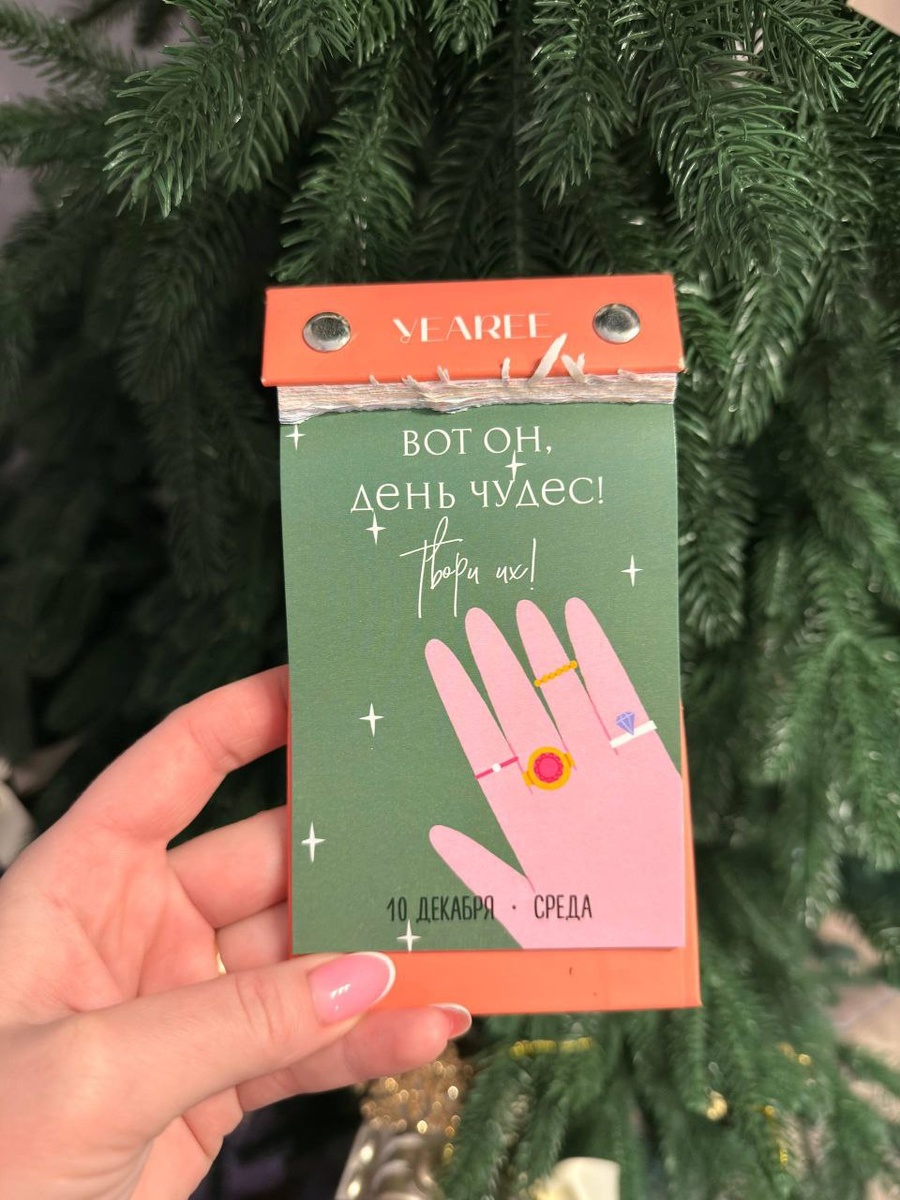 YEAREE
ВОТ ОН,
ДЕНЬ ЧУДЕС!
Твори их!
10 ДЕКАБРЯ · СРЕДА